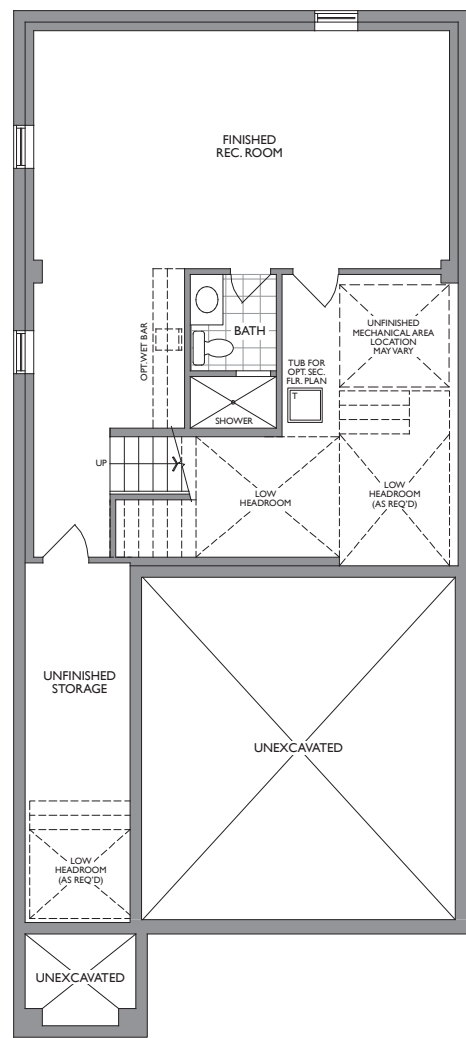 FINISHED
REC. ROOM
OPT. WET BAR
BATH
SHOWER
TUB FOR
OPT. SEC.
FLR. PLAN
T
UNFINISHED
MECHANICAL AREA
LOCATION
MAY VARY
UP
LOW
HEADROOM
LOW
HEADROOM
(AS REQ'D)
UNFINISHED
STORAGE
UNEXCAVATED
LOW
HEADROOM
(AS REQ'D)
UNEXCAVATED